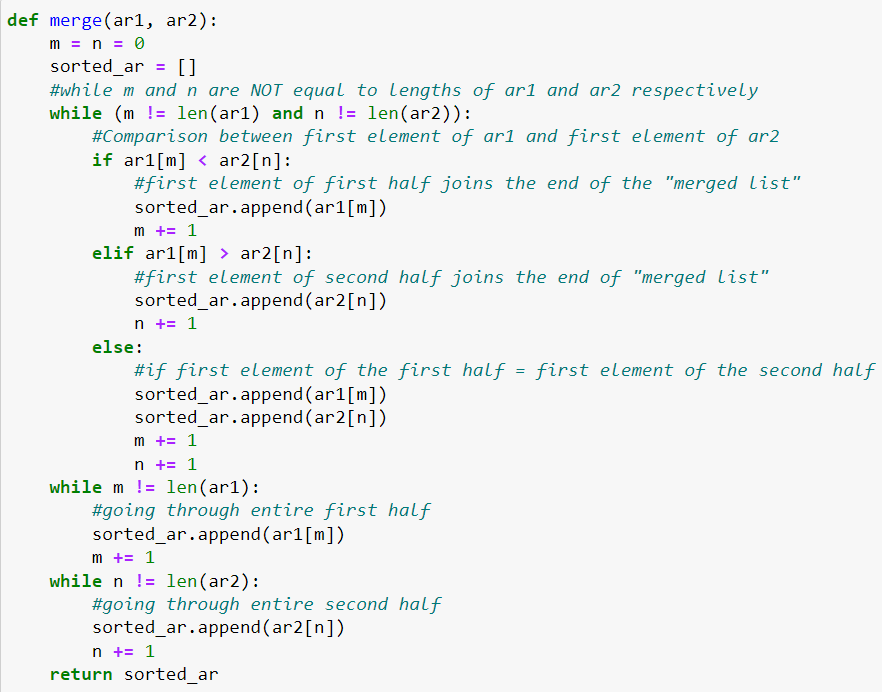 def merge(ar1, ar2):
    m = n = 0
    sorted_ar = []
    #while m and n are NOT equal to lengths of ar1 and ar2 respectively
    while (m != len(ar1) and n != len(ar2)):
        #Comparison between first element of ar1 and first element of ar2
        if ar1[m] < ar2[n]:
            #first element of first half joins the end of the "merged list"
            sorted_ar.append(ar1[m])
            m += 1
        elif ar1[m] > ar2[n]:
            #first element of second half joins the end of "merged list"
            sorted_ar.append(ar2[n])
            n += 1
        else:
            #if first element of the first half = first element of the second half
            sorted_ar.append(ar1[m])
            sorted_ar.append(ar2[n])
            m += 1
            n += 1
    while m != len(ar1):
        #going through entire first half
        sorted_ar.append(ar1[m])
        m += 1
    while n != len(ar2):
        #going through entire second half
        sorted_ar.append(ar2[n])
        n += 1
    return sorted_ar